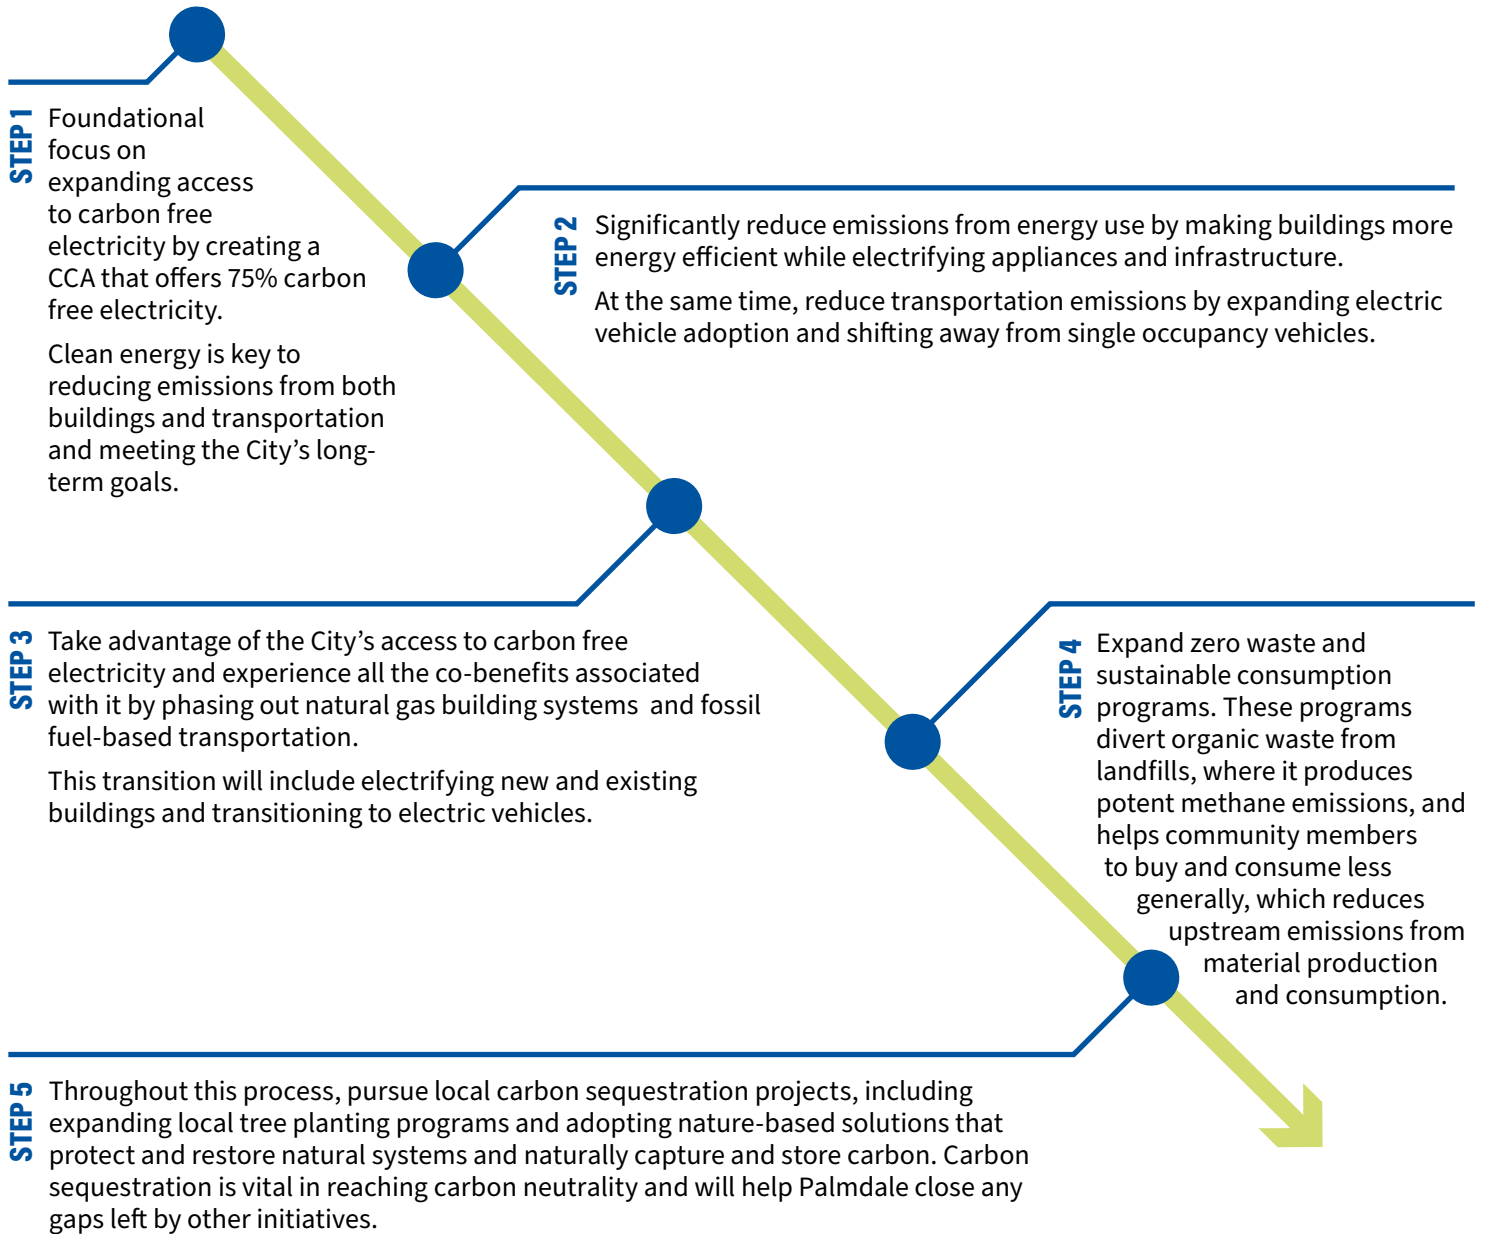 STEP 1
Foundational
focus on
expanding access
to carbon free
electricity by creating a
CCA that offers 75% carbon
free electricity.
Clean energy is key to
reducing emissions from both
buildings and transportation
and meeting the City’s long-
term goals.
STEP 2
Significantly reduce emissions from energy use by making buildings more
energy efficient while electrifying appliances and infrastructure.
At the same time, reduce transportation emissions by expanding electric
vehicle adoption and shifting away from single occupancy vehicles.
STEP 3
Take advantage of the City’s access to carbon free
electricity and experience all the co-benefits associated
with it by phasing out natural gas building systems  and fossil
fuel-based transportation.
This transition will include electrifying new and existing
buildings and transitioning to electric vehicles.
STEP 4
Expand zero waste and
sustainable consumption
programs. These programs
divert organic waste from
landfills, where it produces
potent methane emissions, and
helps community members
to buy and consume less
generally, which reduces
upstream emissions from
material production
and consumption.
STEP 5
Throughout this process, pursue local carbon sequestration projects, including
expanding local tree planting programs and adopting nature-based solutions that
protect and restore natural systems and naturally capture and store carbon. Carbon
sequestration is vital in reaching carbon neutrality and will help Palmdale close any
gaps left by other initiatives.